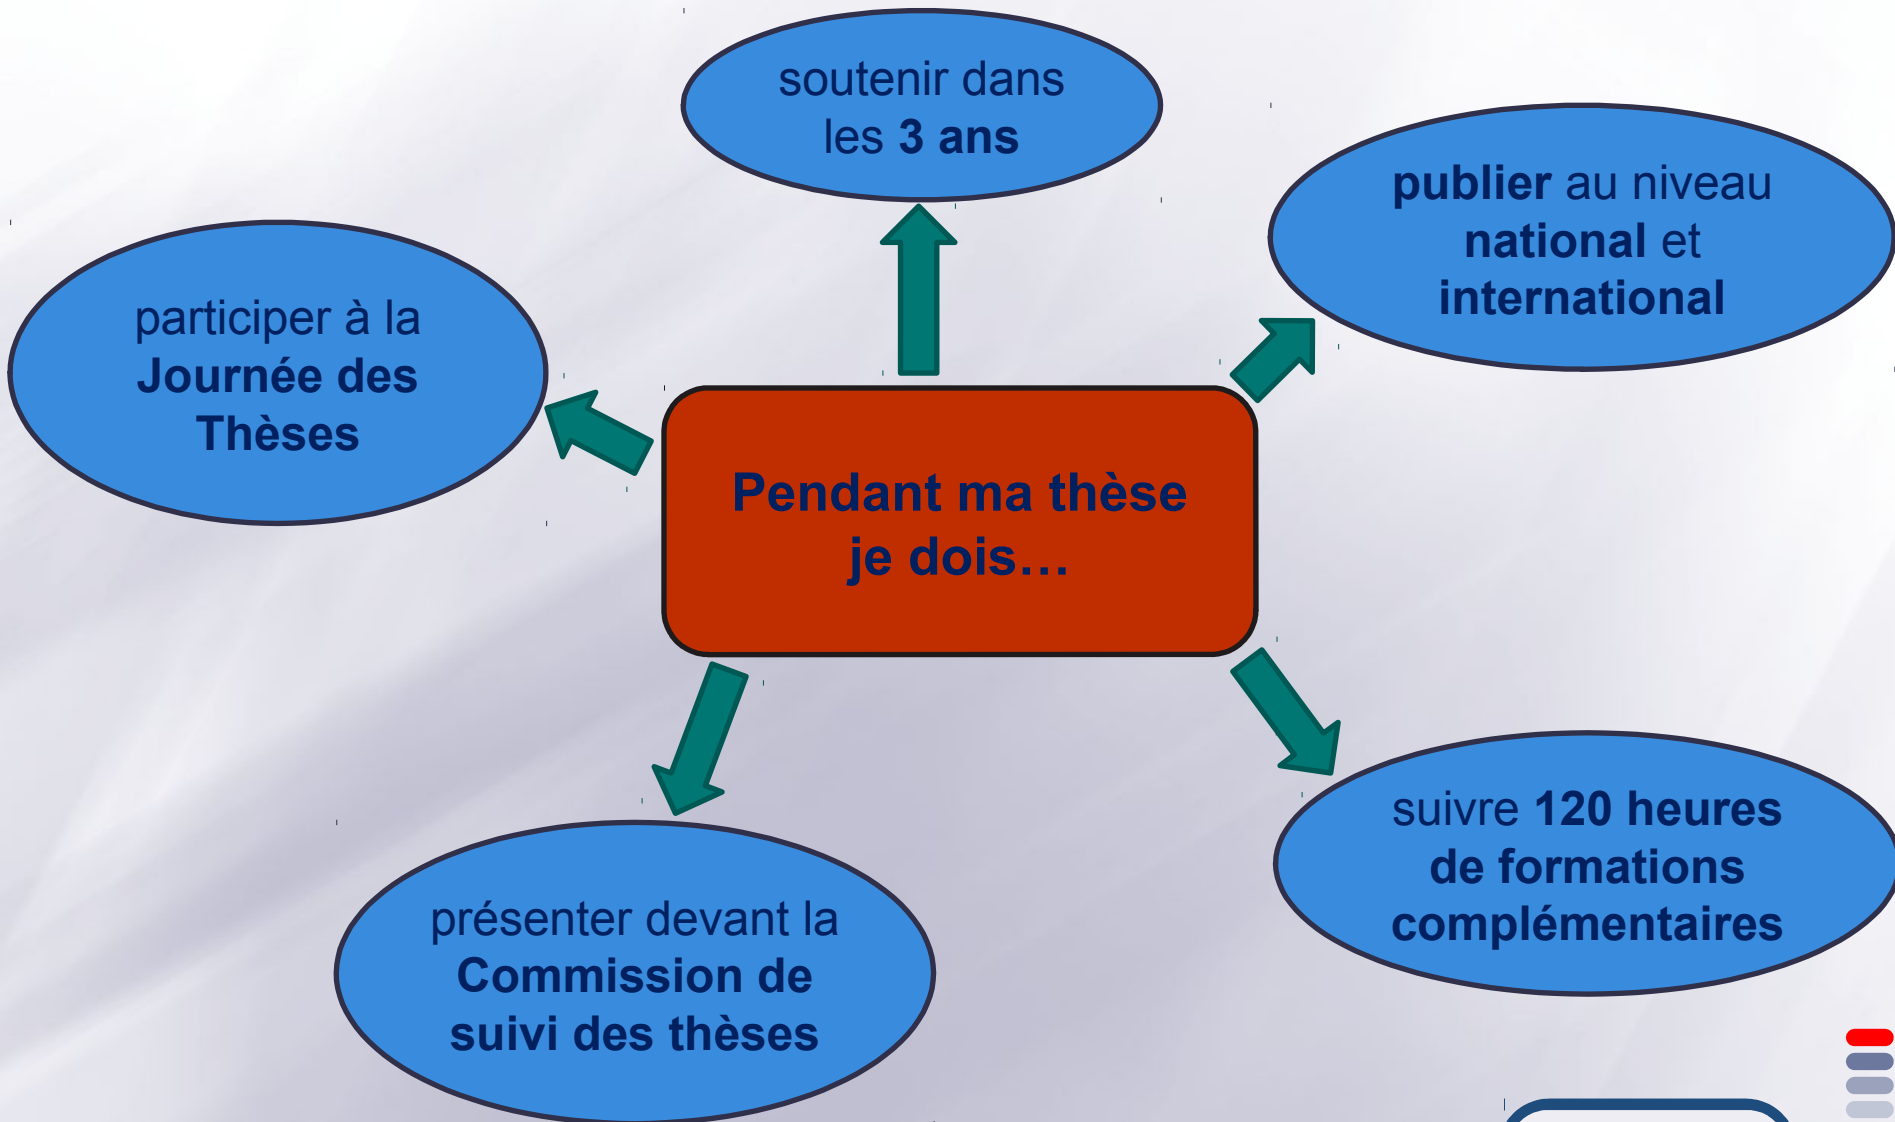 soutenir dans
les 3 ans
publier au niveau
national et
international
participer à la
Journée des
Thèses
Pendant ma thèse
je dois…
suivre 120 heures
de formations
complémentaires
présenter devant la
Commission de
suivi des thèses